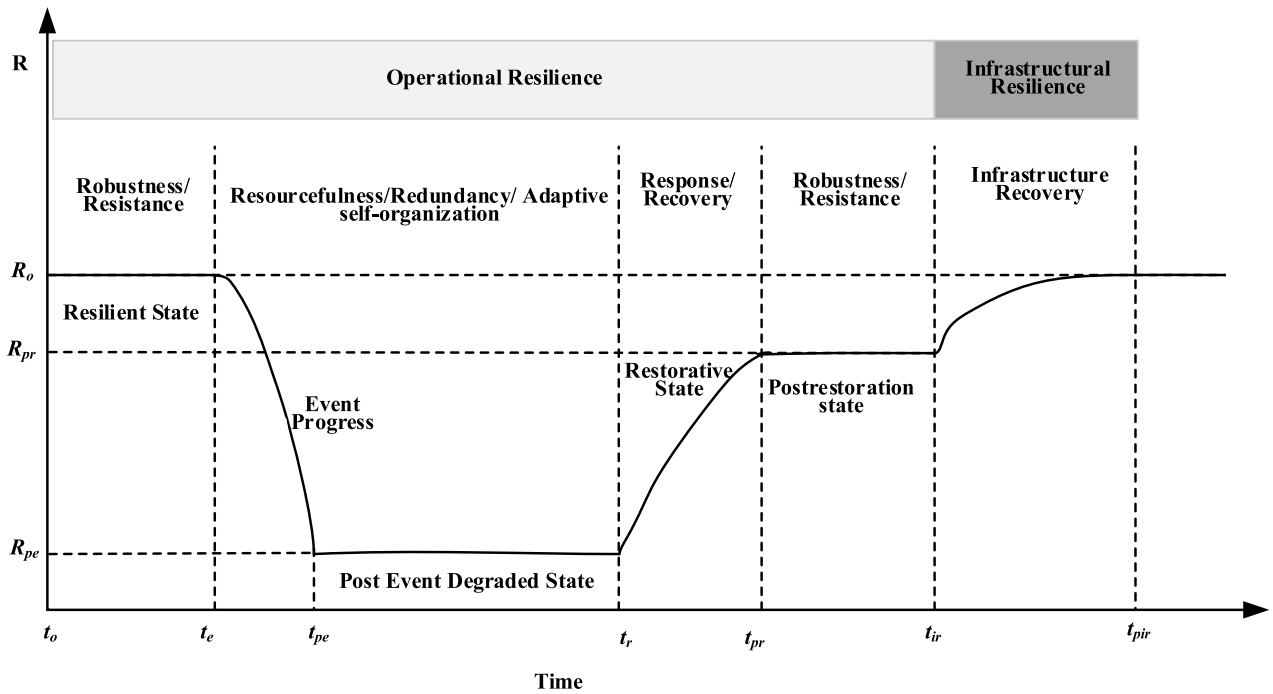 R
Operational Resilience
Infrastructural
Resilience
Robustness/
Resistance
Resourcefulness/Redundancy/ Adaptive
self-organization
Response/
Recovery
Robustness/
Resistance
Infrastructure
Recovery
Ro
Resilient State
Rpr
Restorative
State
Postrestoration
state
Event
Progress
Rpe
Post Event Degraded State
to
te
tpe
tr
tpr
tir
tpir
Time